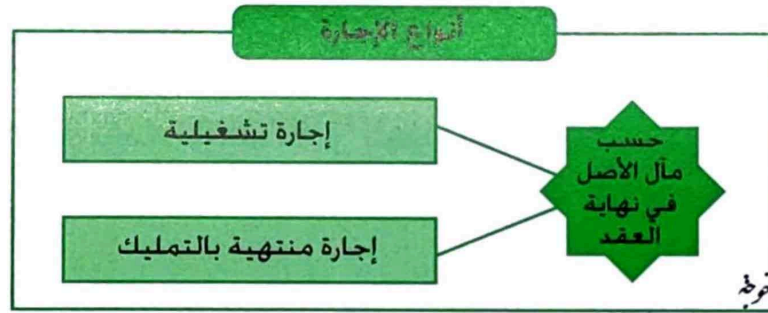 أنواع الإجارة
حسب
مآل الأصل
في نهاية
العقد
إجارة تشغيلية
إجارة منتهية بالتمليك